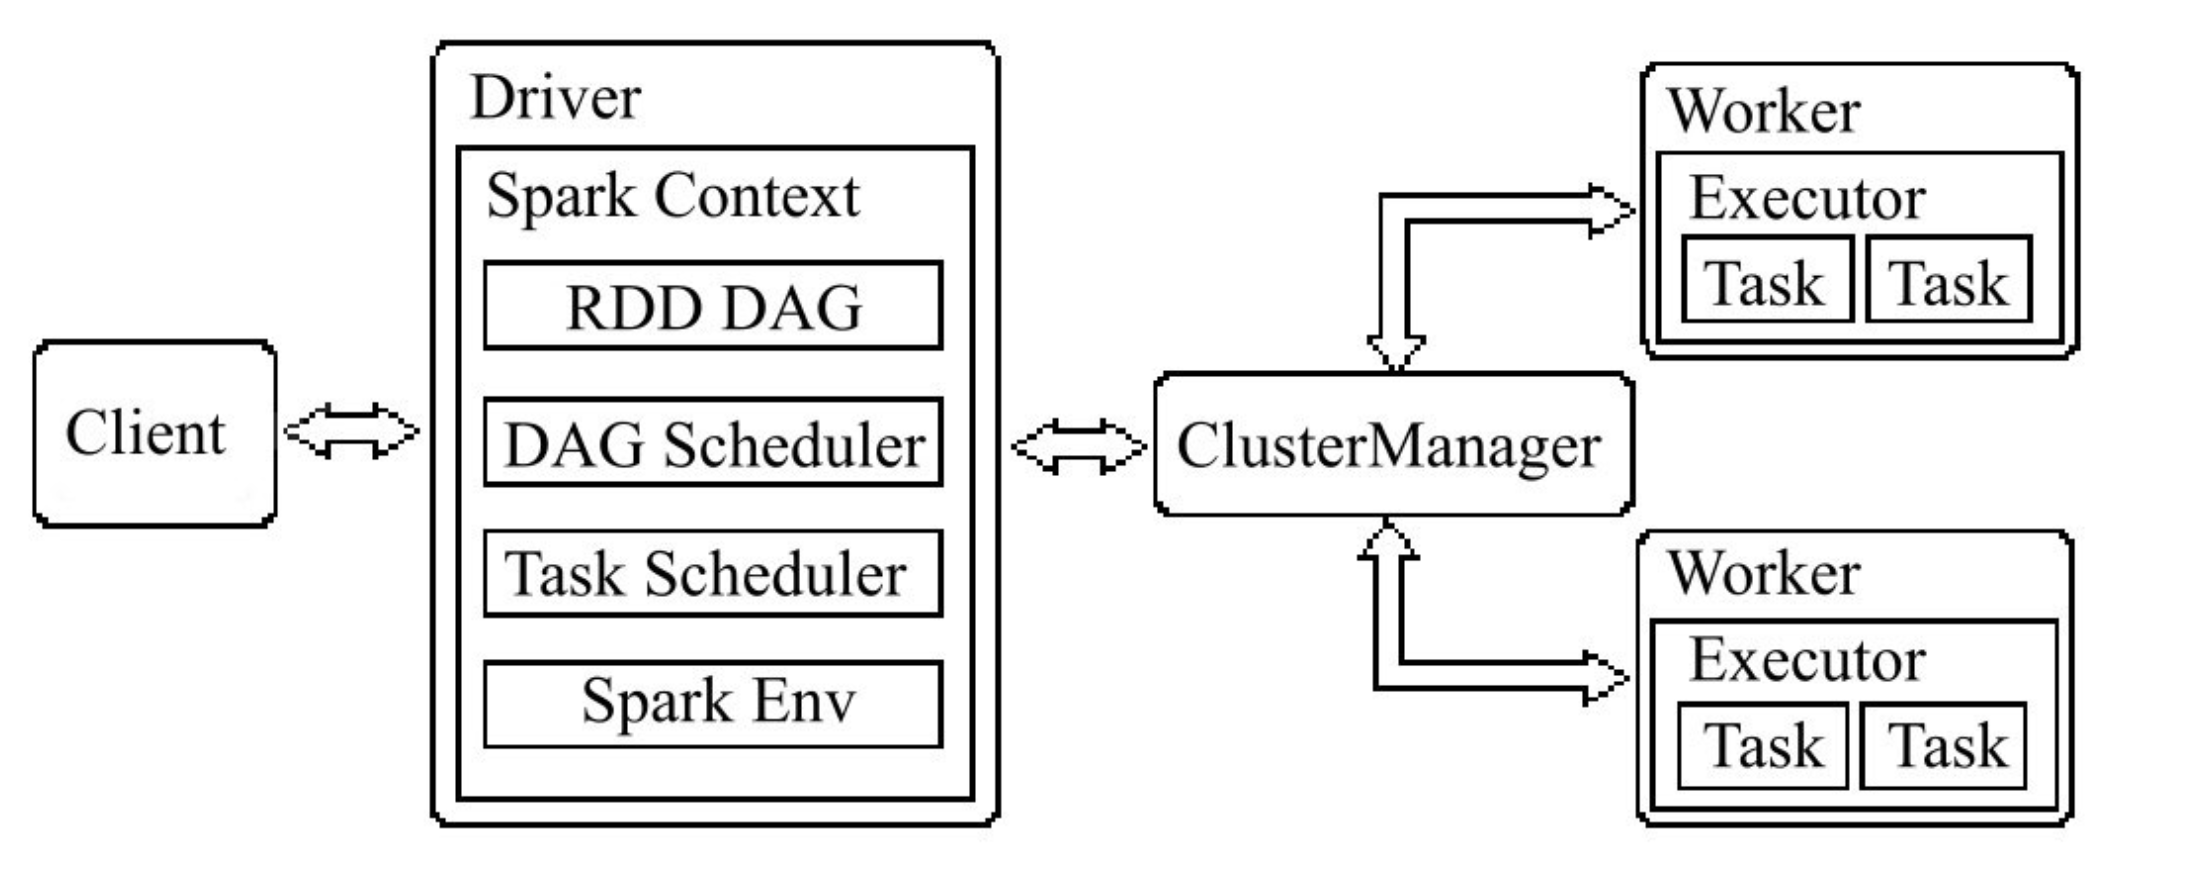 Client
Driver
Spark Context
RDD DAG
DAG Scheduler
Task Scheduler
Spark Env
ClusterManager
Worker
Executor
Task Task
Worker
Executor
Task Task